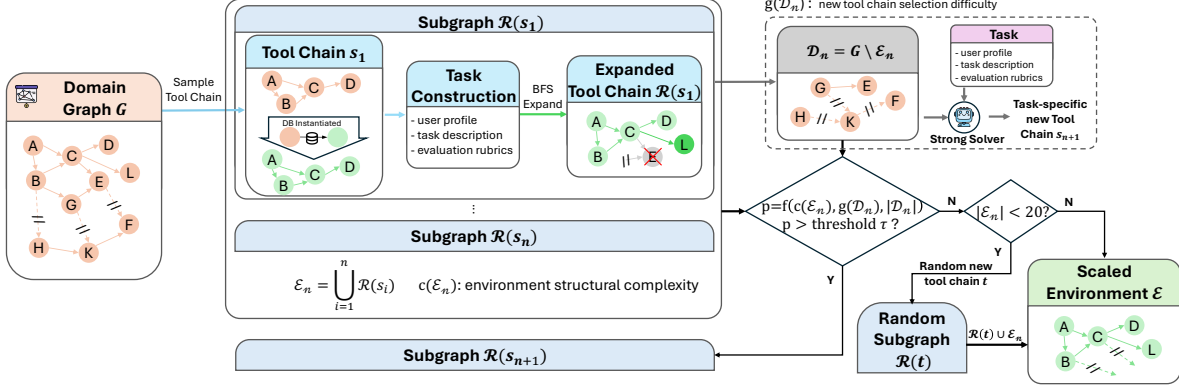 g(𝒟ₙ): new tool chain selection difficulty
Subgraph ℛ(s₁)
Domain
Graph G
A
D
C
L
B
E
G
F
H
K
Sample
Tool Chain
Tool Chain s₁
A
C
D
B
DB Instantiated
A
C
D
B
Task
Construction
- user profile
- task description
- evaluation rubrics
BFS
Expand
Expanded
Tool Chain ℛ(s₁)
A
D
C
L
B
E
𝒟ₙ = G \ ℰₙ
G
E
F
H
K
Task
- user profile
- task description
- evaluation rubrics
Strong Solver
Task-specific
new Tool
Chain sₙ₊₁
⋮
Subgraph ℛ(sₙ)
ℰₙ = ⋃ⁿᵢ₌₁ ℛ(sᵢ) c(ℰₙ): environment structural complexity
Subgraph ℛ(sₙ₊₁)
p=f(c(ℰₙ), g(𝒟ₙ), |𝒟ₙ|)
p > threshold τ ?
N
Y
|ℰₙ| < 20?
N
Y
Random new
tool chain t
Random
Subgraph
ℛ(t)
ℛ(t) ∪ ℰₙ
Scaled
Environment ℰ
A
D
C
B
L